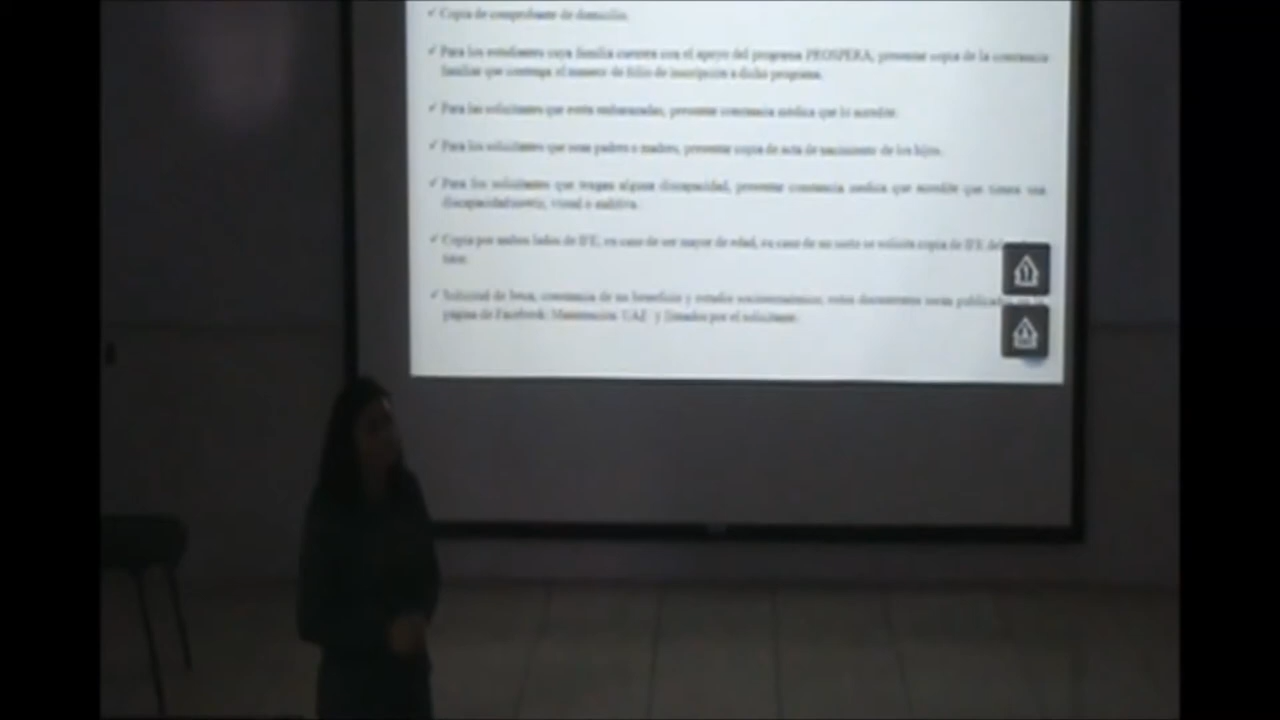 ✓ Copia de comprobante de domicilio.
✓ Para los estudiantes cuya familia cuenta con el apoyo del programa PROSPERA, presentar copia de la constancia
familiar que contenga el número de folio de inscripción a dicho programa.
✓ Para las solicitantes que estén embarazadas, presentar constancia médica que lo acredite.
✓ Para los solicitantes que sean padres o madres, presentar copia de acta de nacimiento de los hijos.
✓ Para los solicitantes que tengan alguna discapacidad, presentar constancia médica que acredite que tienen una
discapacidad motriz, visual o auditiva.
✓ Copia por ambos lados de IFE, en caso de ser mayor de edad, en caso de no serlo se solicita copia de IFE del
tutor.
✓ Solicitud de beca, constancia de no beneficio y estudio socioeconómico, estos documentos serán publicados en la
página de Facebook: Manutención y firmados por el solicitante.